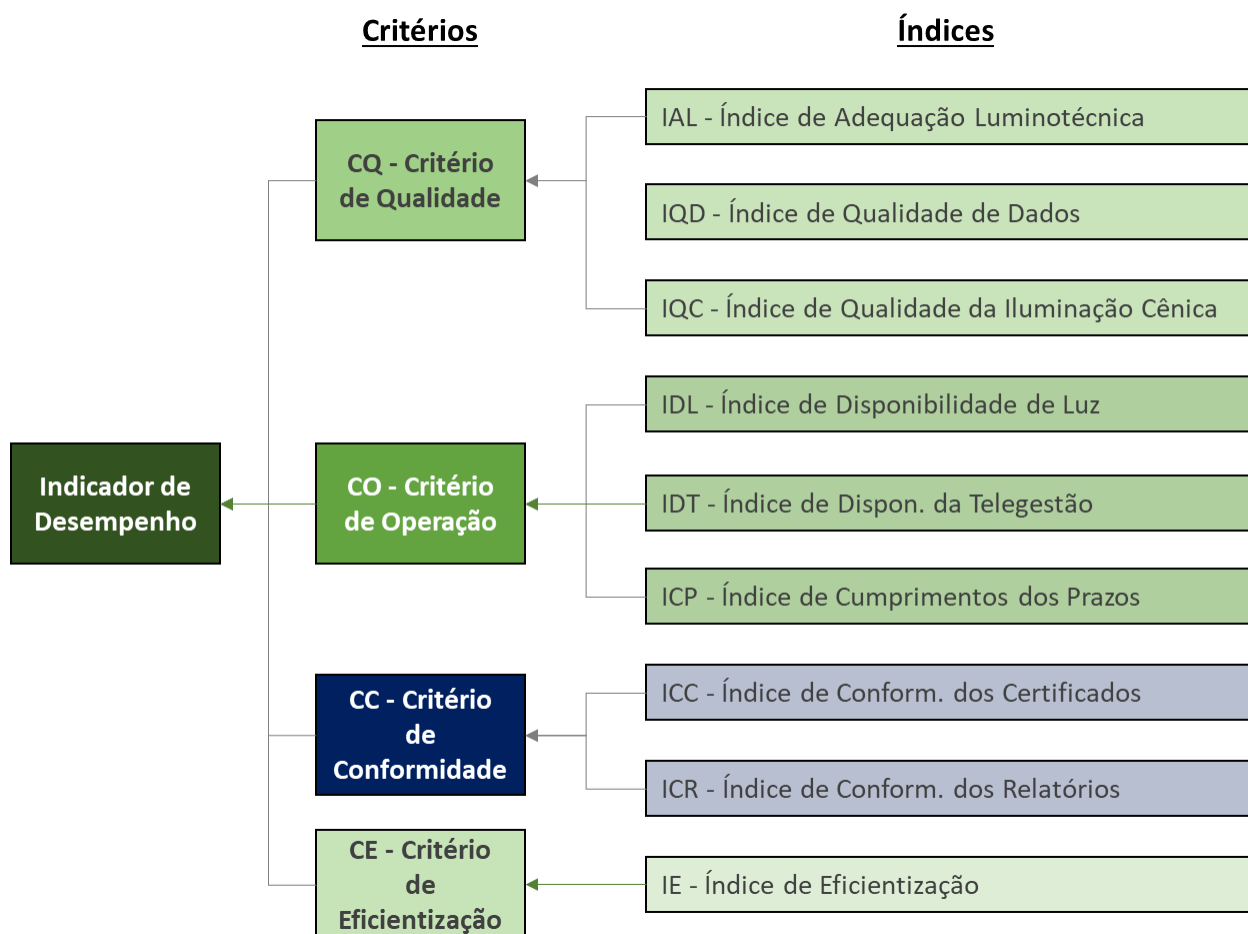 Critérios
Índices
IAL - Índice de Adequação Luminotécnica
CQ - Critério
de Qualidade
IQD - Índice de Qualidade de Dados
IQC - Índice de Qualidade da Iluminação Cênica
IDL - Índice de Disponibilidade de Luz
Indicador de
Desempenho
CO - Critério
de Operação
IDT - Índice de Dispon. da Telegestão
ICP - Índice de Cumprimentos dos Prazos
CC - Critério
de
Conformidade
ICC - Índice de Conform. dos Certificados
ICR - Índice de Conform. dos Relatórios
CE - Critério
de
Eficientização
IE - Índice de Eficientização